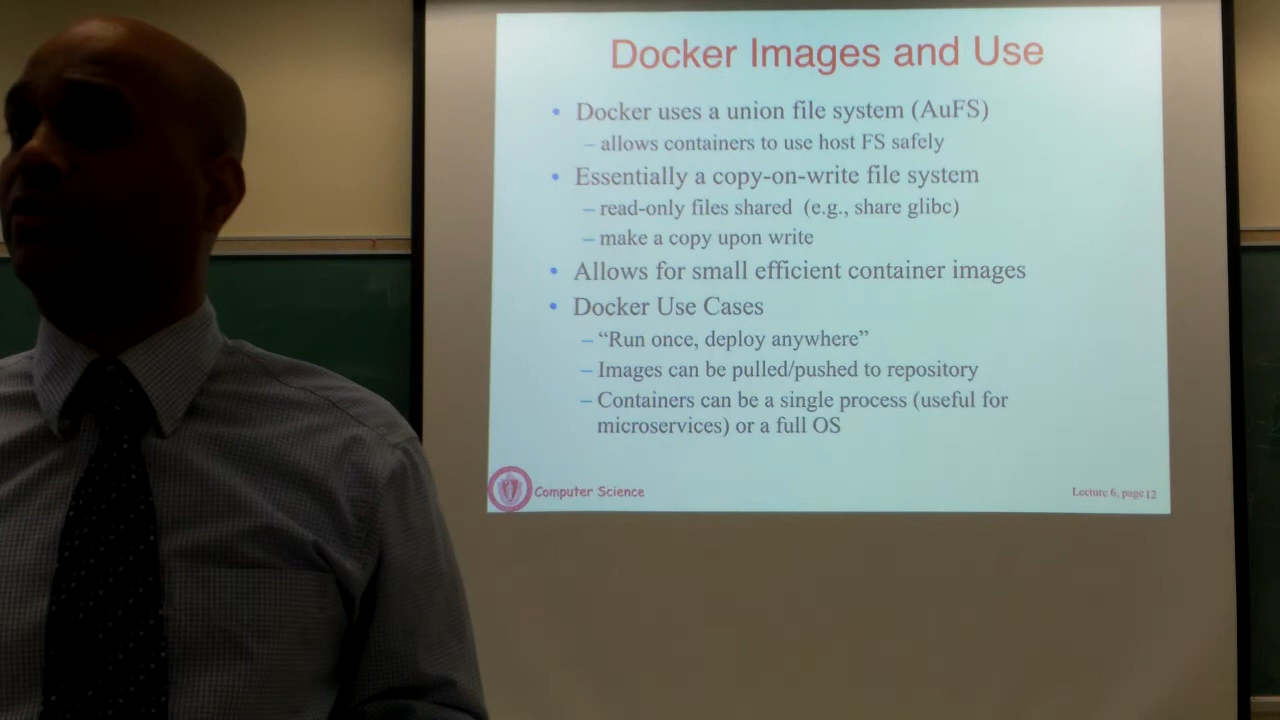 Docker Images and Use
• Docker uses a union file system (AuFS)
– allows containers to use host FS safely
• Essentially a copy-on-write file system
– read-only files shared (e.g., share glibc)
– make a copy upon write
• Allows for small efficient container images
• Docker Use Cases
– “Run once, deploy anywhere”
– Images can be pulled/pushed to repository
– Containers can be a single process (useful for
microservices) or a full OS
Computer Science
Lecture 6, page 12